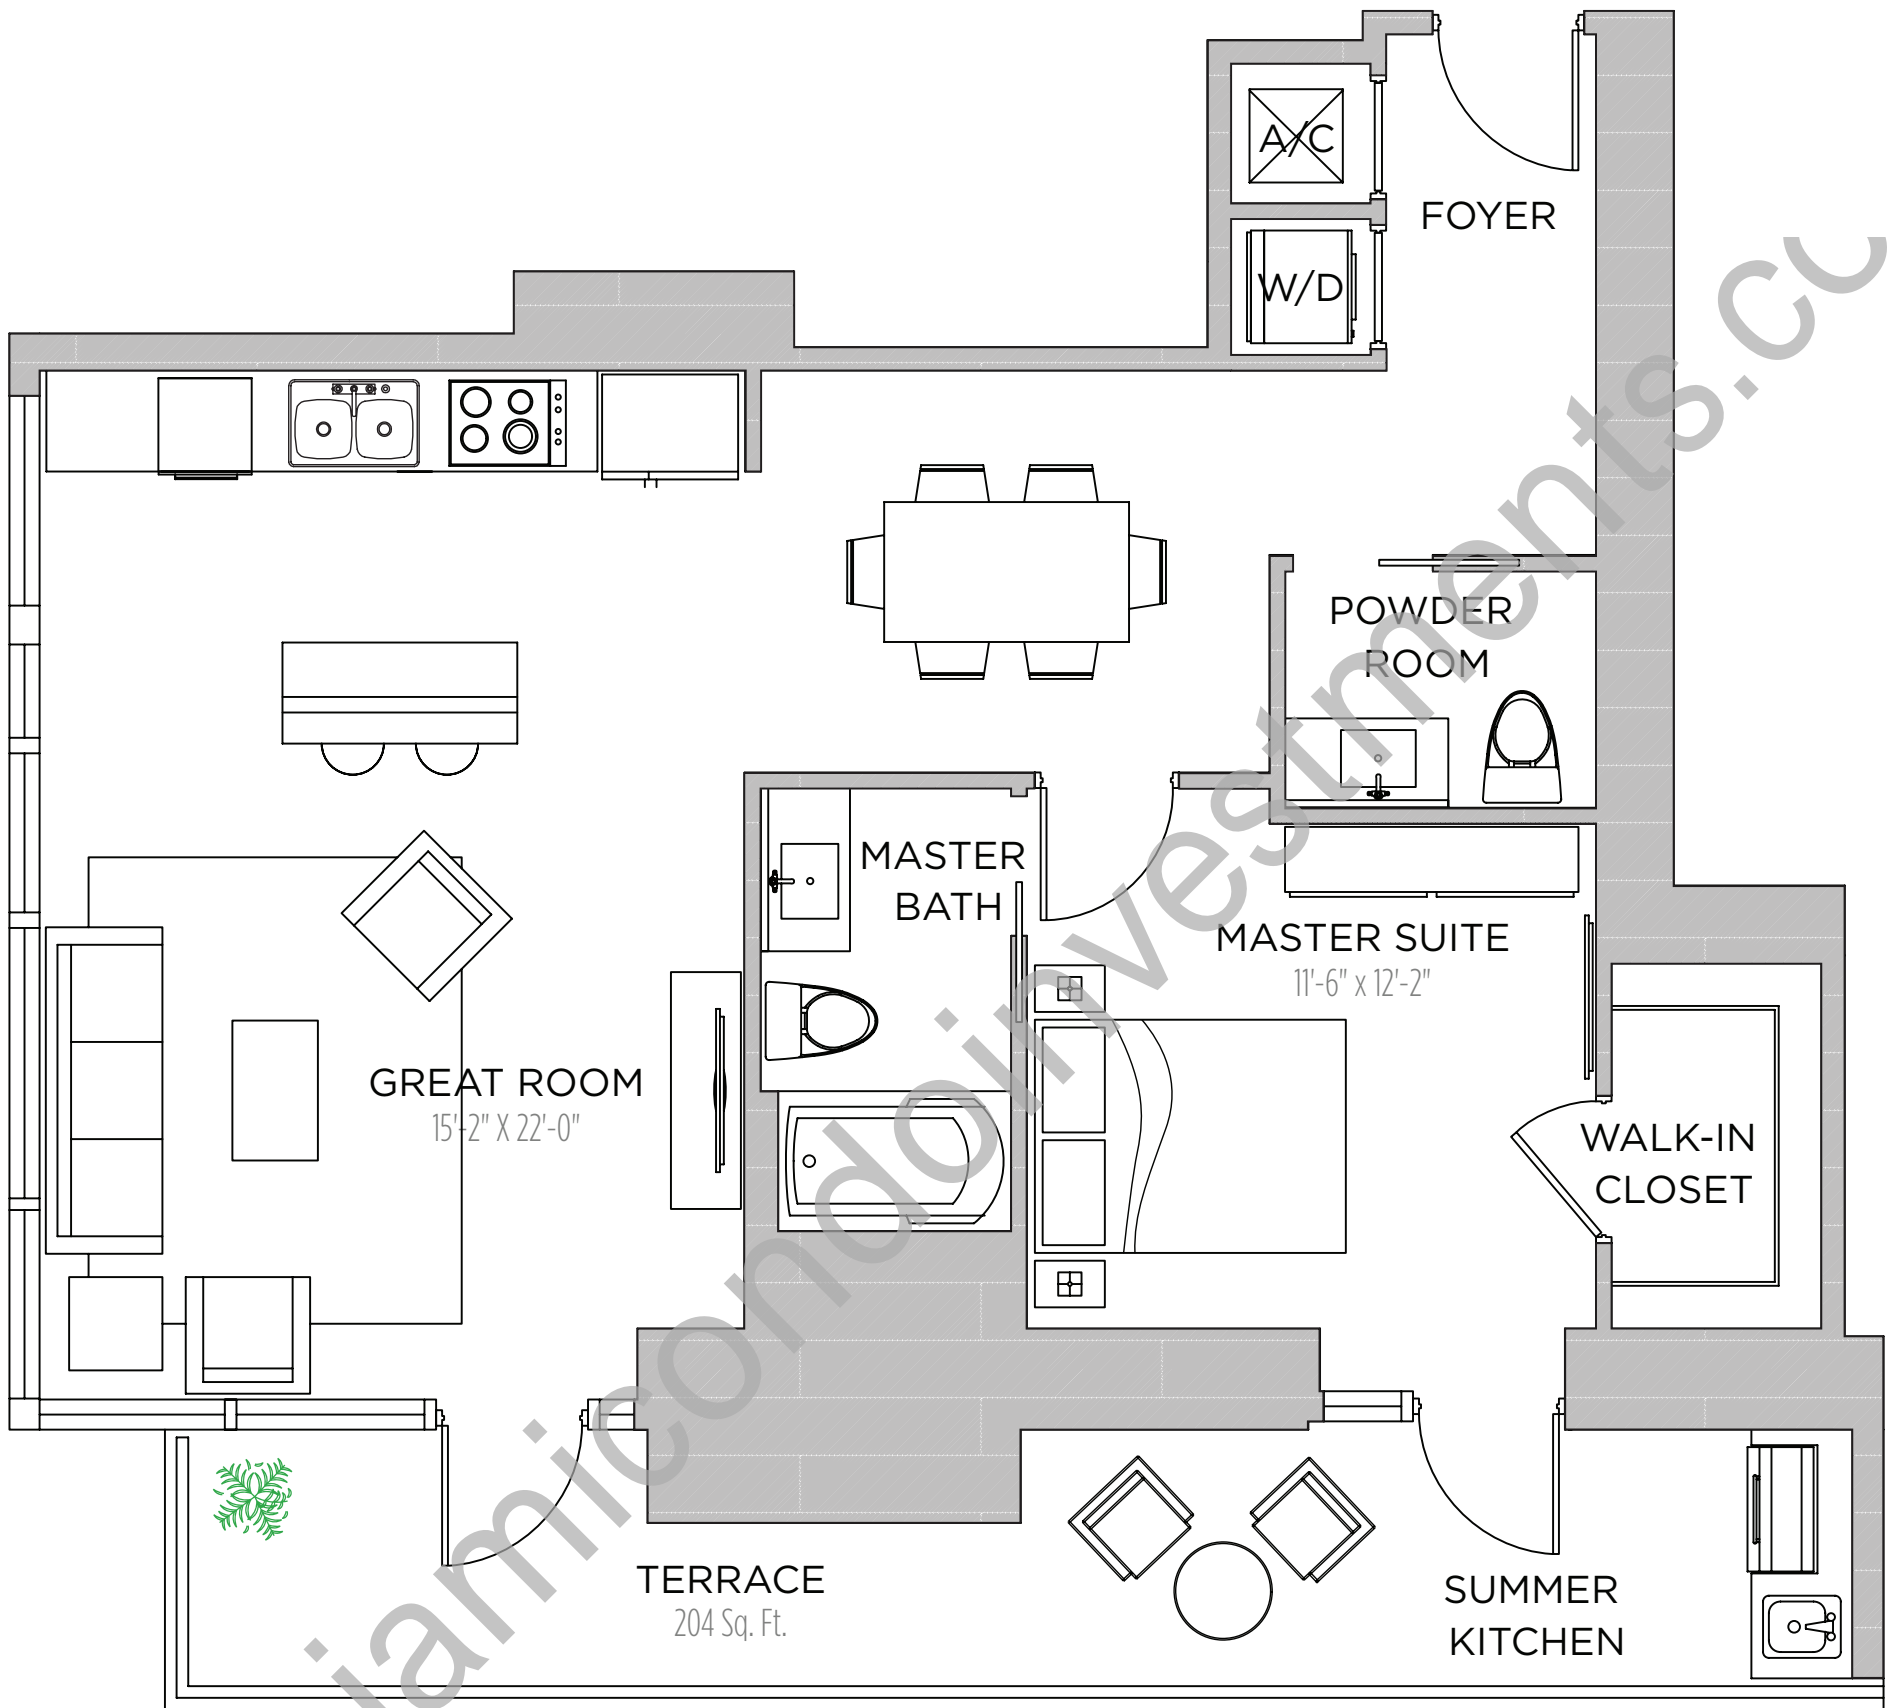 A/C
FOYER
W/D
POWDER
ROOM
MASTER
BATH
MASTER SUITE
11'-6" x 12'-2"
GREAT ROOM
15'-2" X 22'-0"
WALK-IN
CLOSET
TERRACE
204 Sq. Ft.
SUMMER
KITCHEN
iamicondoinvestments.cc